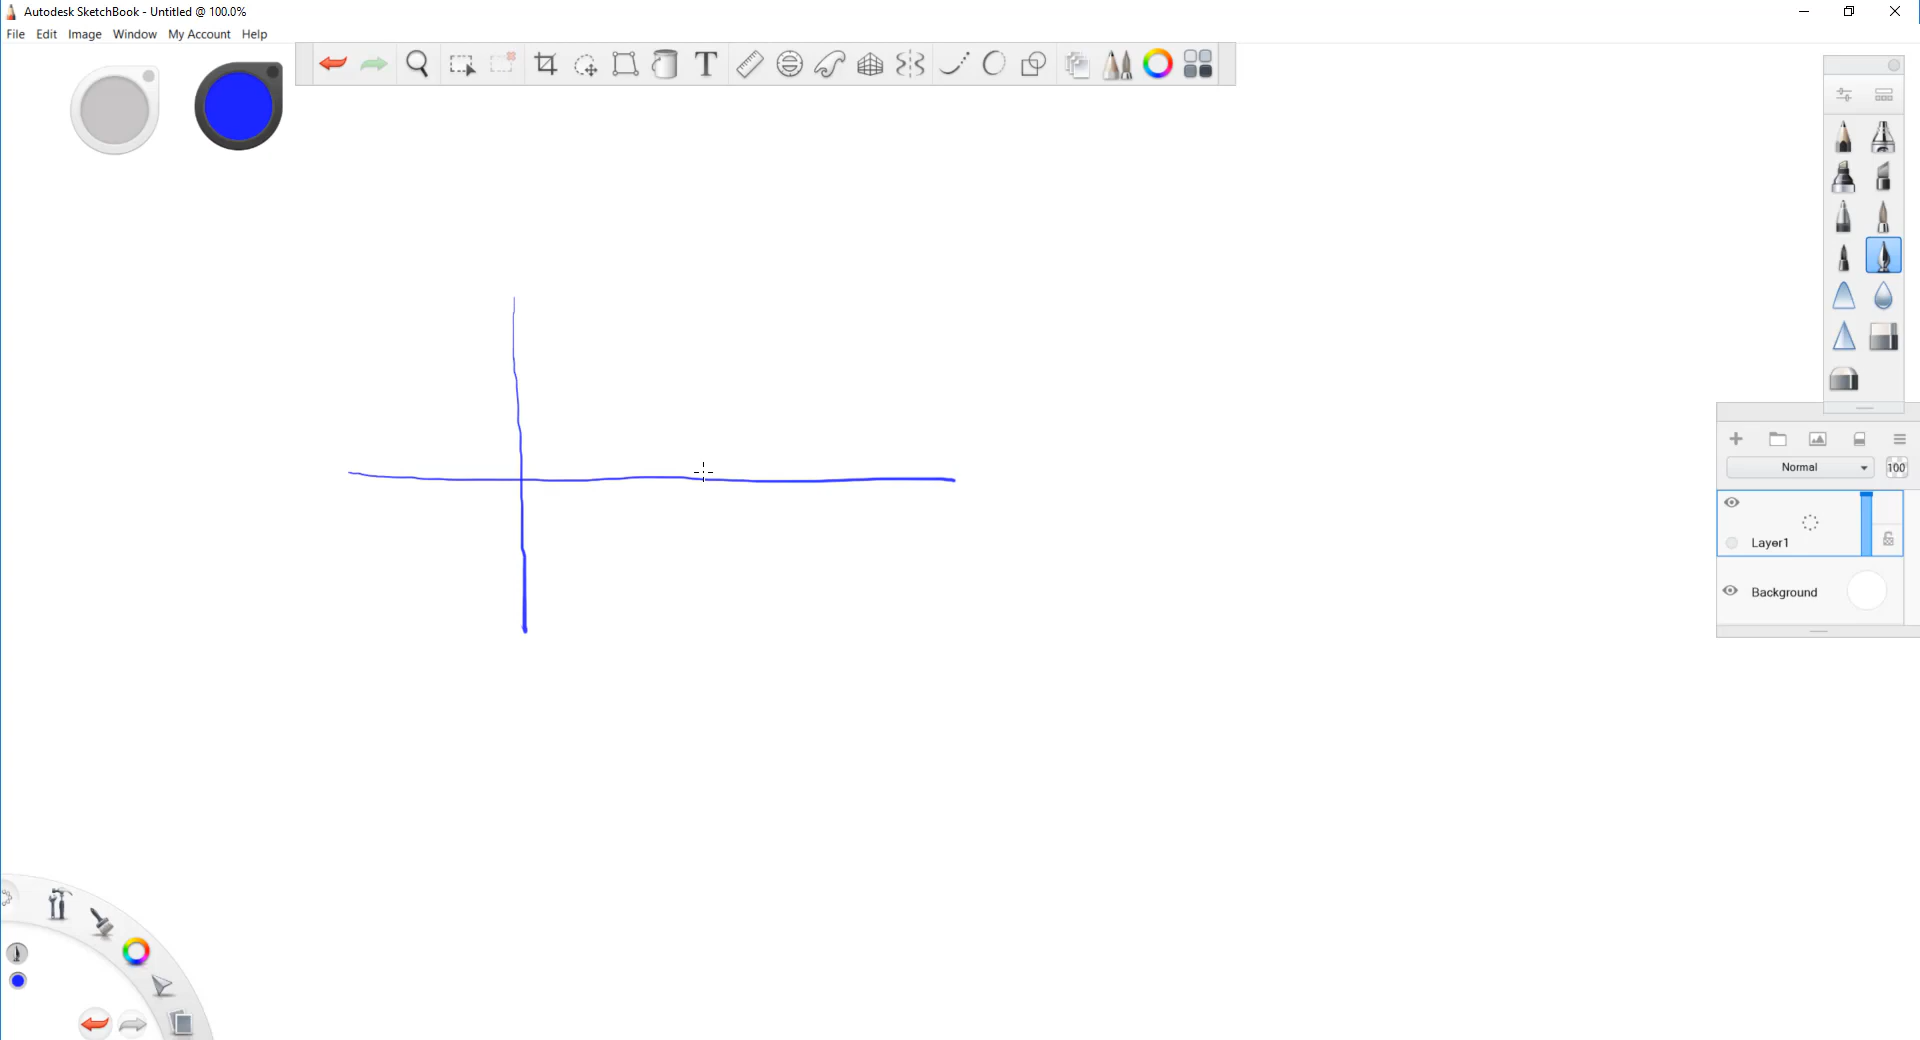 Autodesk SketchBook - Untitled @ 100.0%
File Edit Image Window My Account Help
T
Normal 100
Layer1
Background